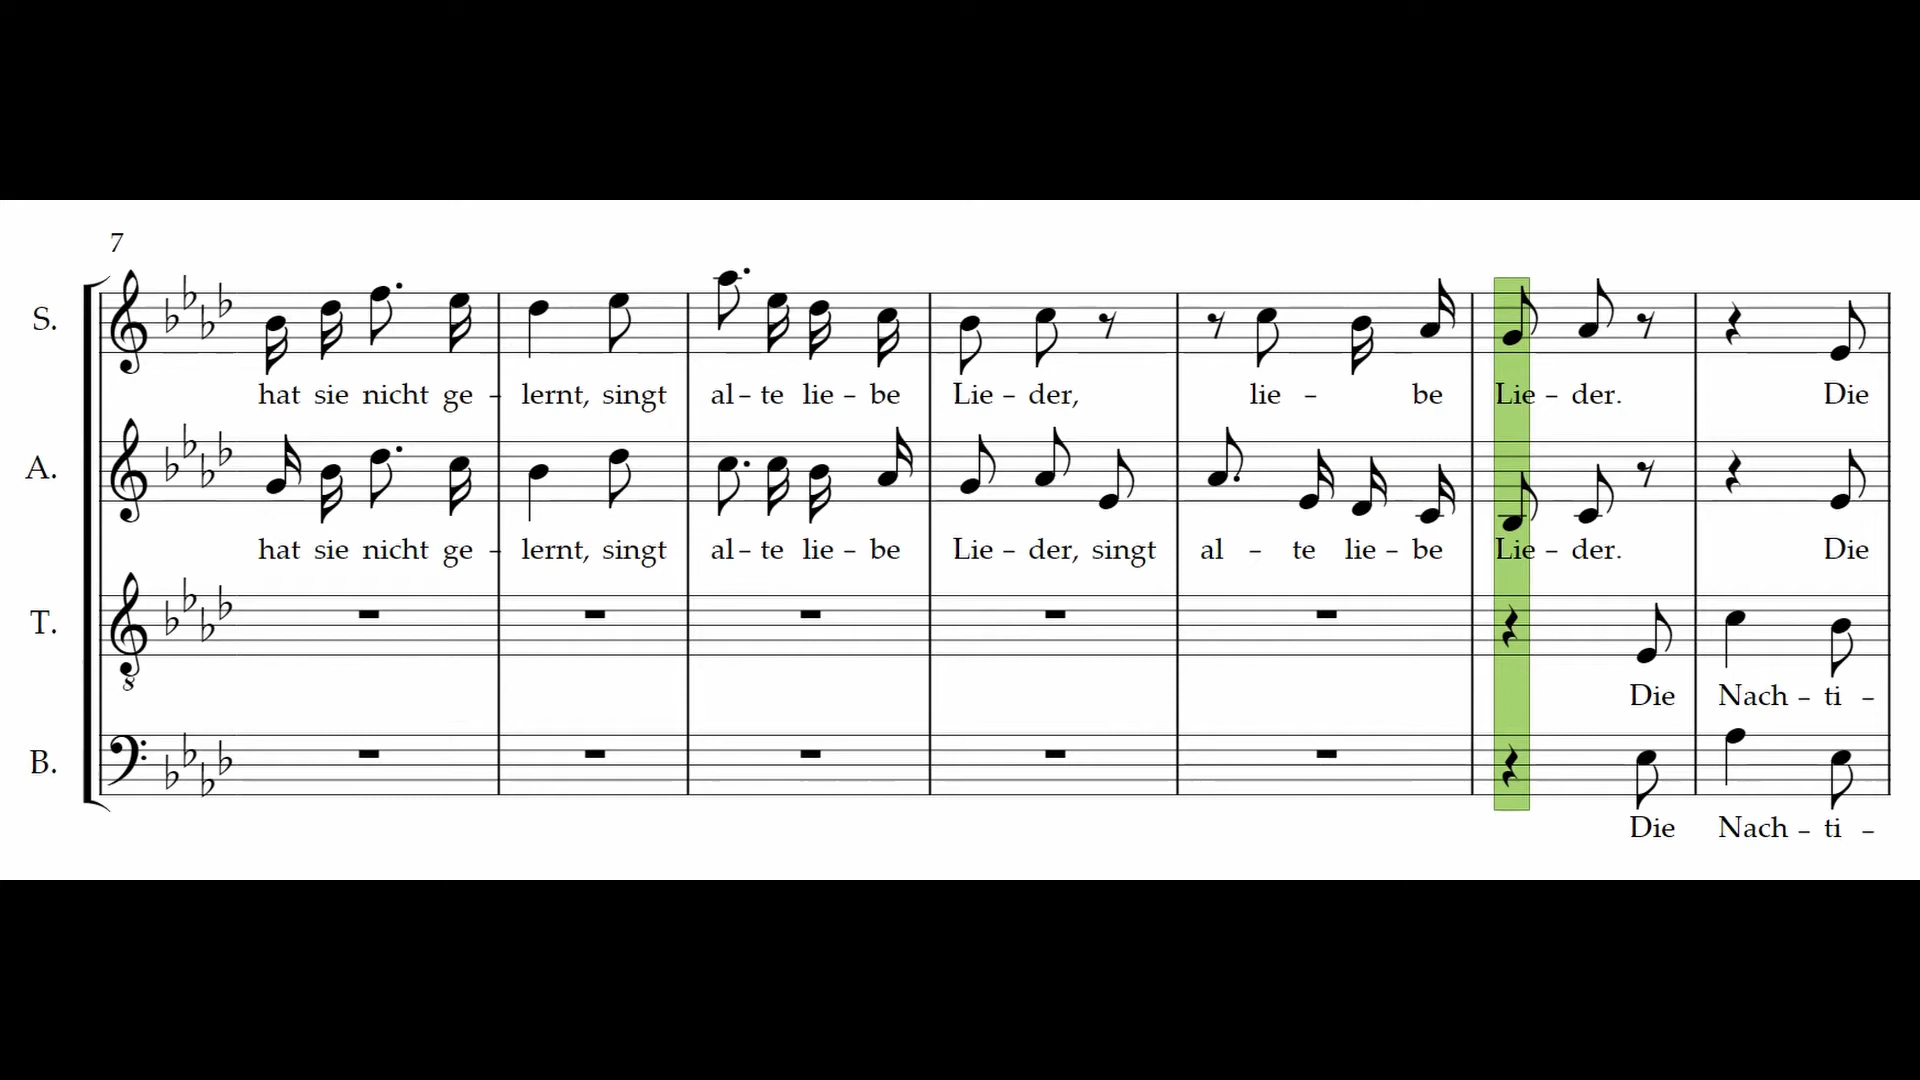 7
S.
hat sie nicht ge – lernt, singt al – te lie – be Lie – der, lie – be Lie – der. Die
A.
hat sie nicht ge – lernt, singt al – te lie – be Lie – der, singt al – te lie – be Lie – der. Die
T.
8
Die Nach – ti –
B.
Die Nach – ti –